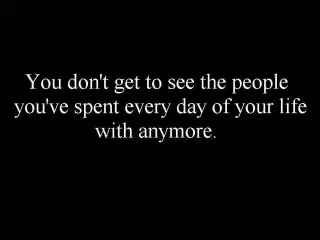 You don't get to see the people
you've spent every day of your life
with anymore.